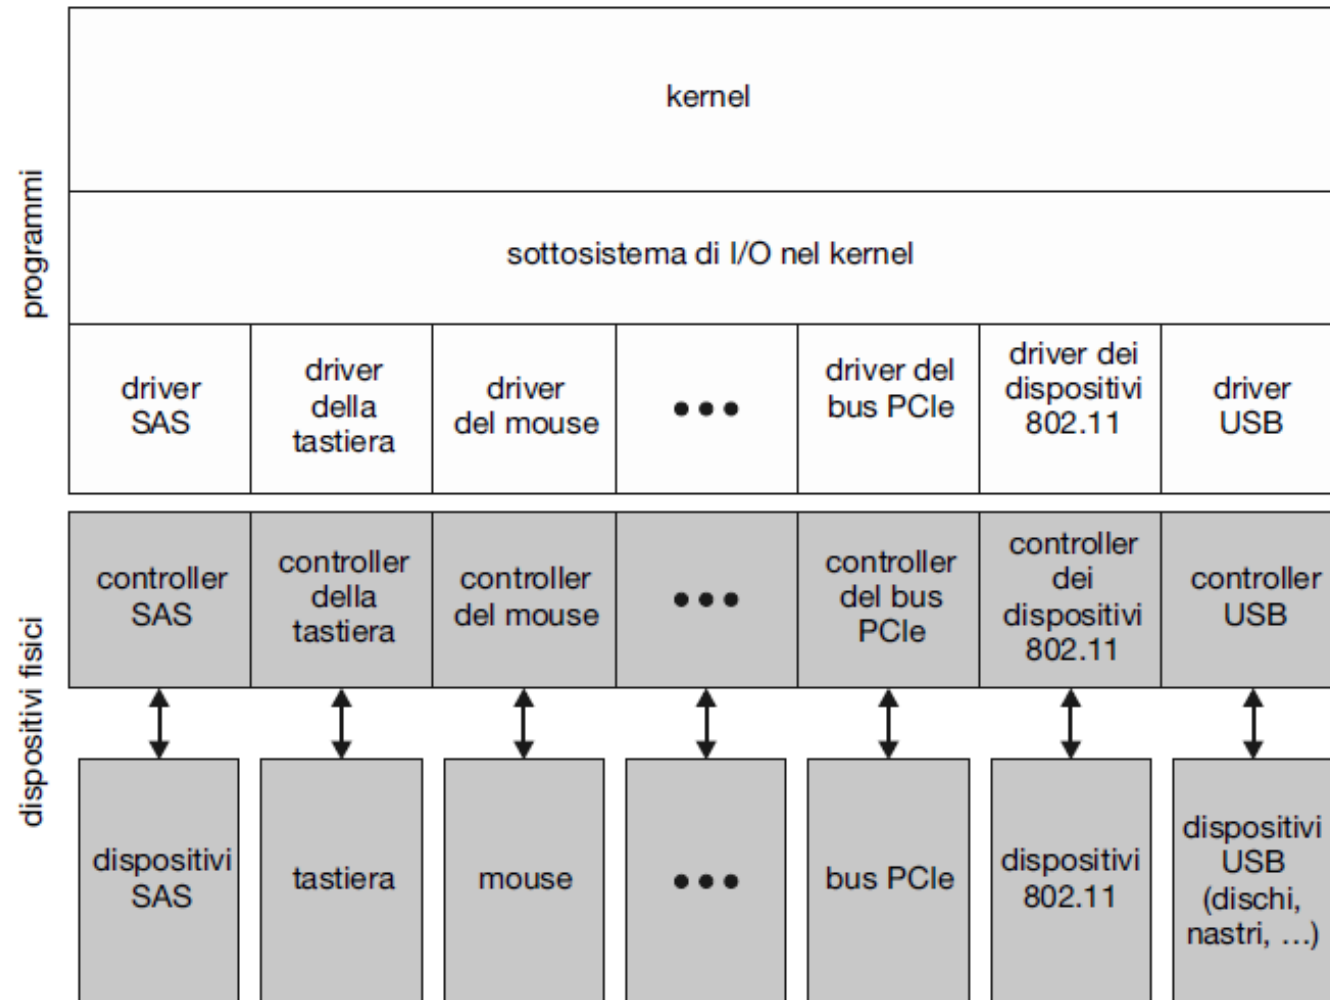 kernel
programmi
sottosistema di I/O nel kernel
driver
SAS
driver
della
tastiera
driver
del mouse
•••
driver del
bus PCIe
driver dei
dispositivi
802.11
driver
USB
dispositivi fisici
controller
SAS
controller
della
tastiera
controller
del mouse
•••
controller
del bus
PCIe
controller
dei
dispositivi
802.11
controller
USB
dispositivi
SAS
tastiera
mouse
•••
bus PCIe
dispositivi
802.11
dispositivi
USB
(dischi,
nastri, ...)